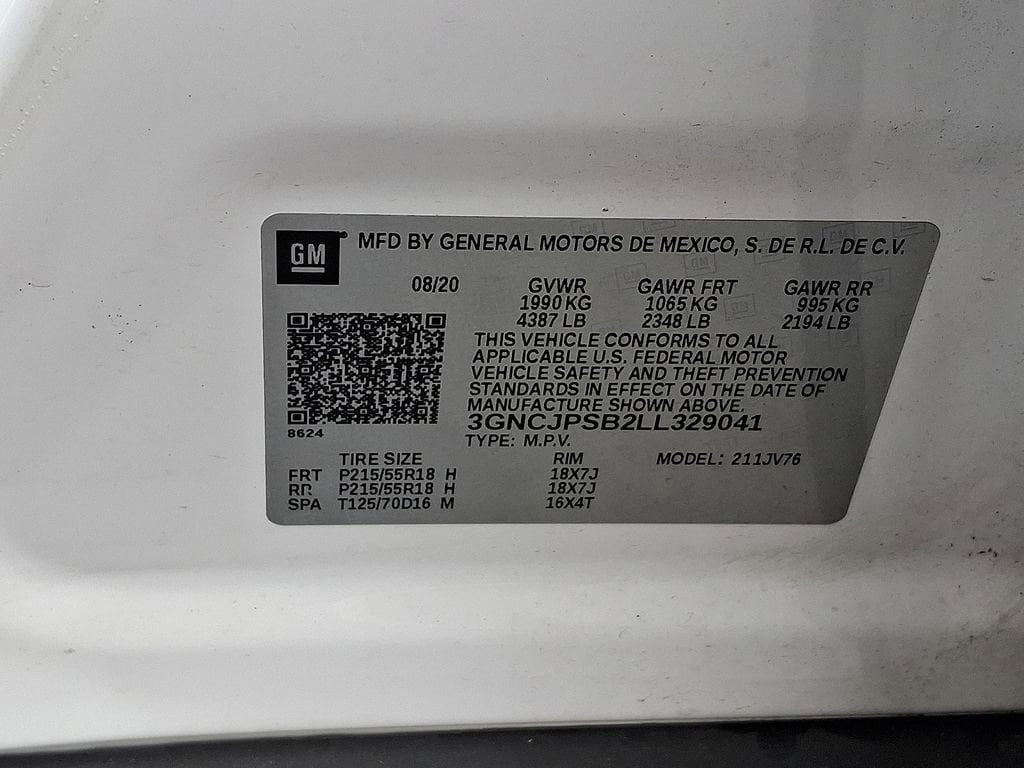 GM MFD BY GENERAL MOTORS DE MEXICO, S. DE R.L. DE C.V.
08/20 GVWR GAWR FRT GAWR RR
1990 KG 1065 KG 995 KG
4387 LB 2348 LB 2194 LB
THIS VEHICLE CONFORMS TO ALL
APPLICABLE U.S. FEDERAL MOTOR
VEHICLE SAFETY AND THEFT PREVENTION
STANDARDS IN EFFECT ON THE DATE OF
MANUFACTURE SHOWN ABOVE.
3GNCJPSB2LL329041
8624
TYPE: M.P.V.
TIRE SIZE RIM MODEL: 211JV76
FRT P215/55R18 H 18X7J
RR P215/55R18 H 18X7J
SPA T125/70D16 M 16X4T